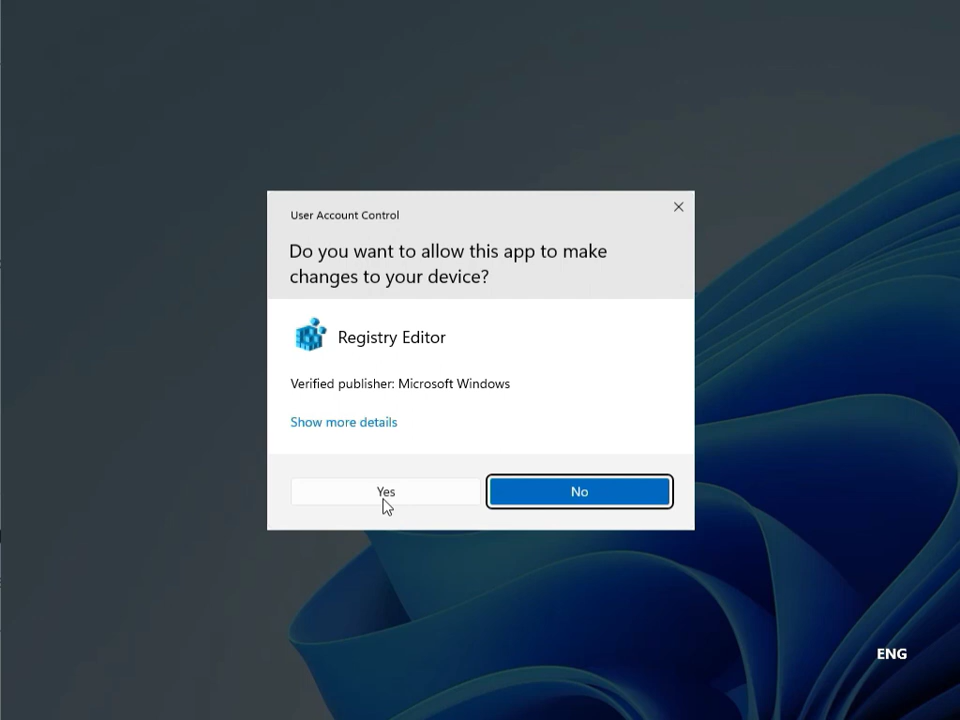 User Account Control
Do you want to allow this app to make
changes to your device?
Registry Editor
Verified publisher: Microsoft Windows
Show more details
Yes
No
ENG